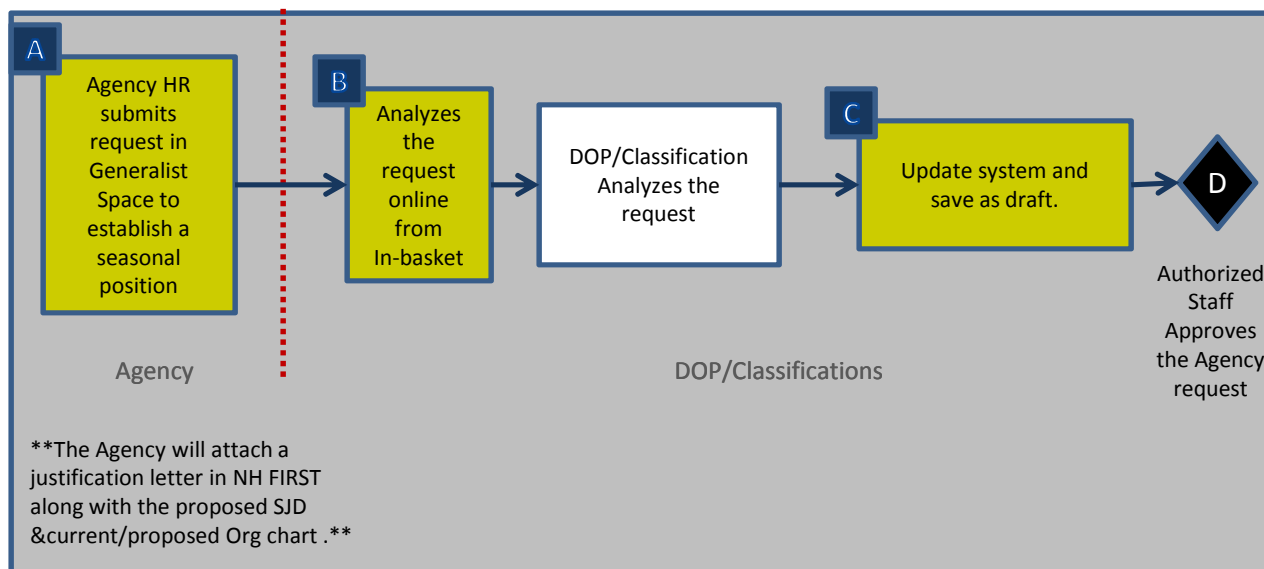 A
Agency HR
submits
request in
Generalist
Space to
establish a
seasonal
position
B
Analyzes
the
request
online
from
In-basket
DOP/Classification
Analyzes the
request
C
Update system and
save as draft.
D
Authorized
Staff
Approves
the Agency
request
Agency
DOP/Classifications
**The Agency will attach a
justification letter in NH FIRST
along with the proposed SJD
&current/proposed Org chart .**